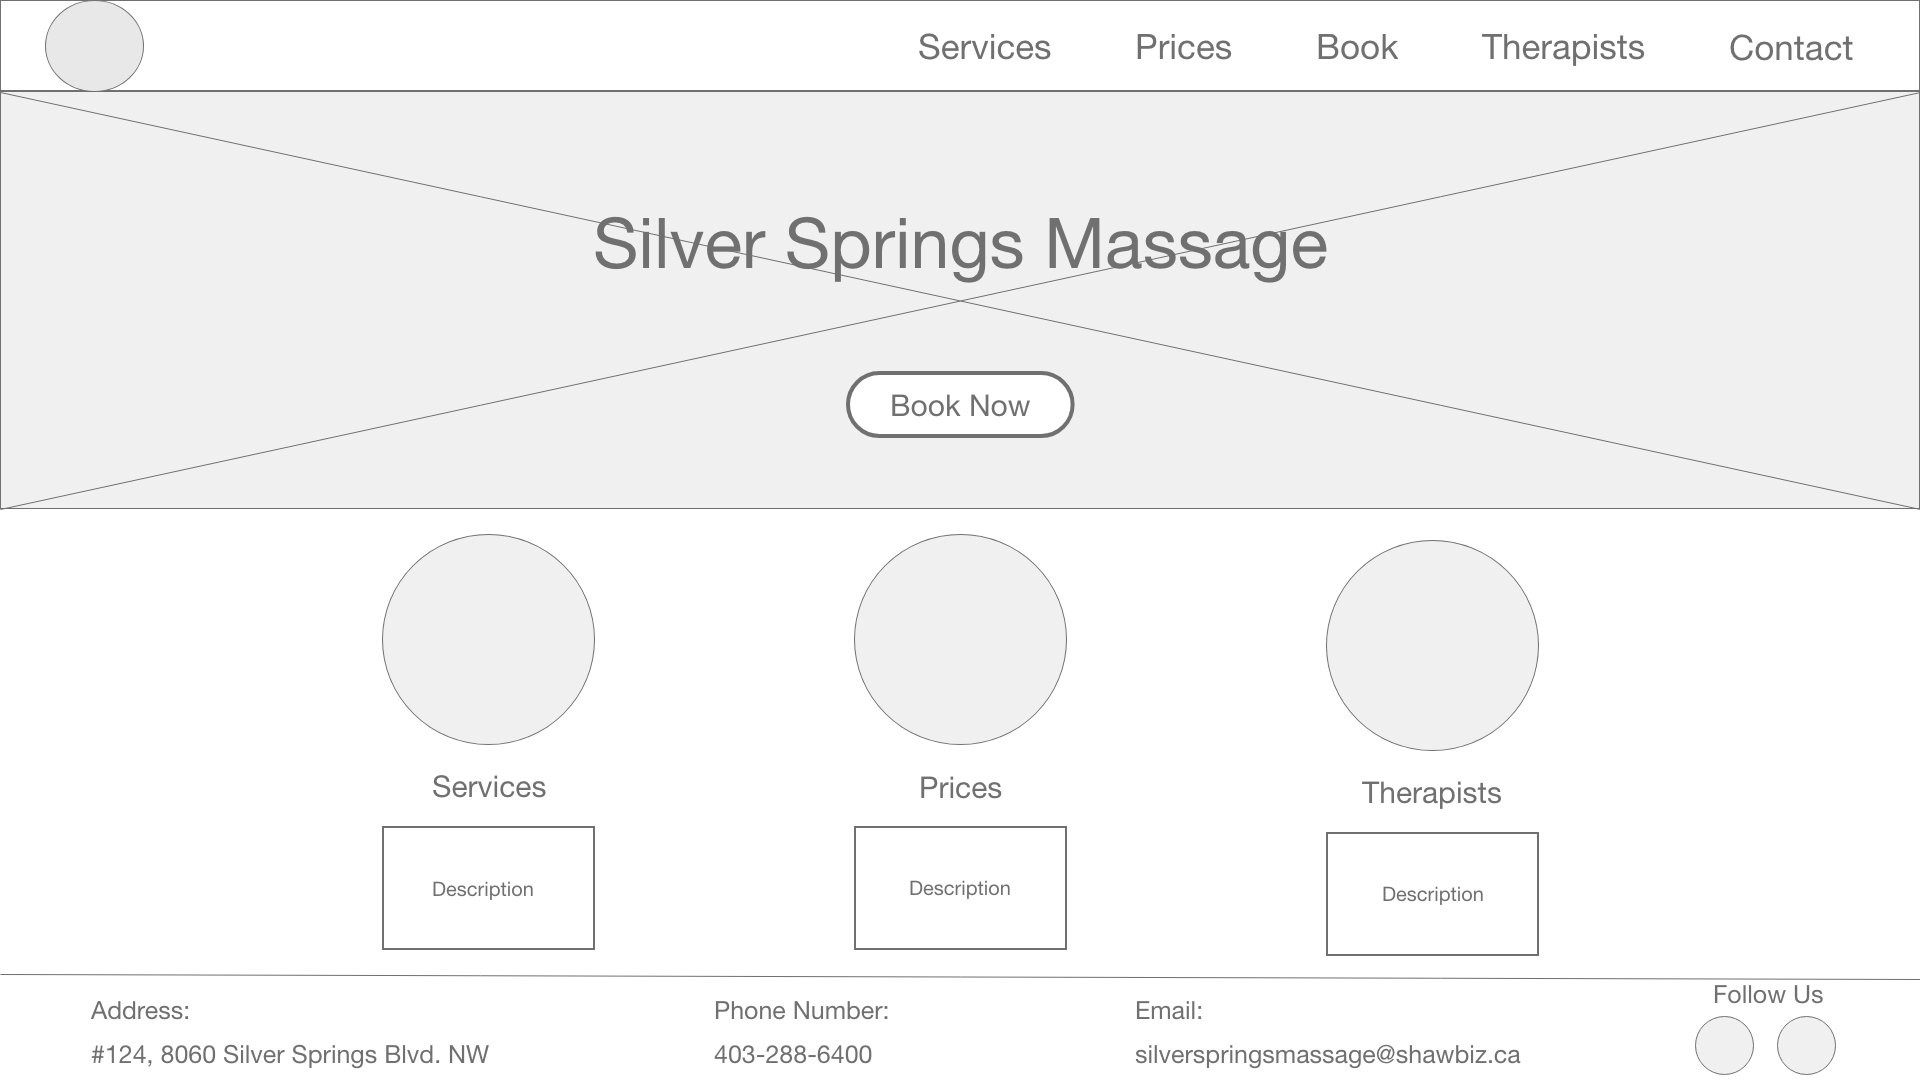 Services
Prices
Book
Therapists
Contact
Silver Springs Massage
Book Now
Services
Prices
Therapists
Description
Description
Description
Address:
#124, 8060 Silver Springs Blvd. NW
Phone Number:
403-288-6400
Email:
silverspringsmassage@shawbiz.ca
Follow Us